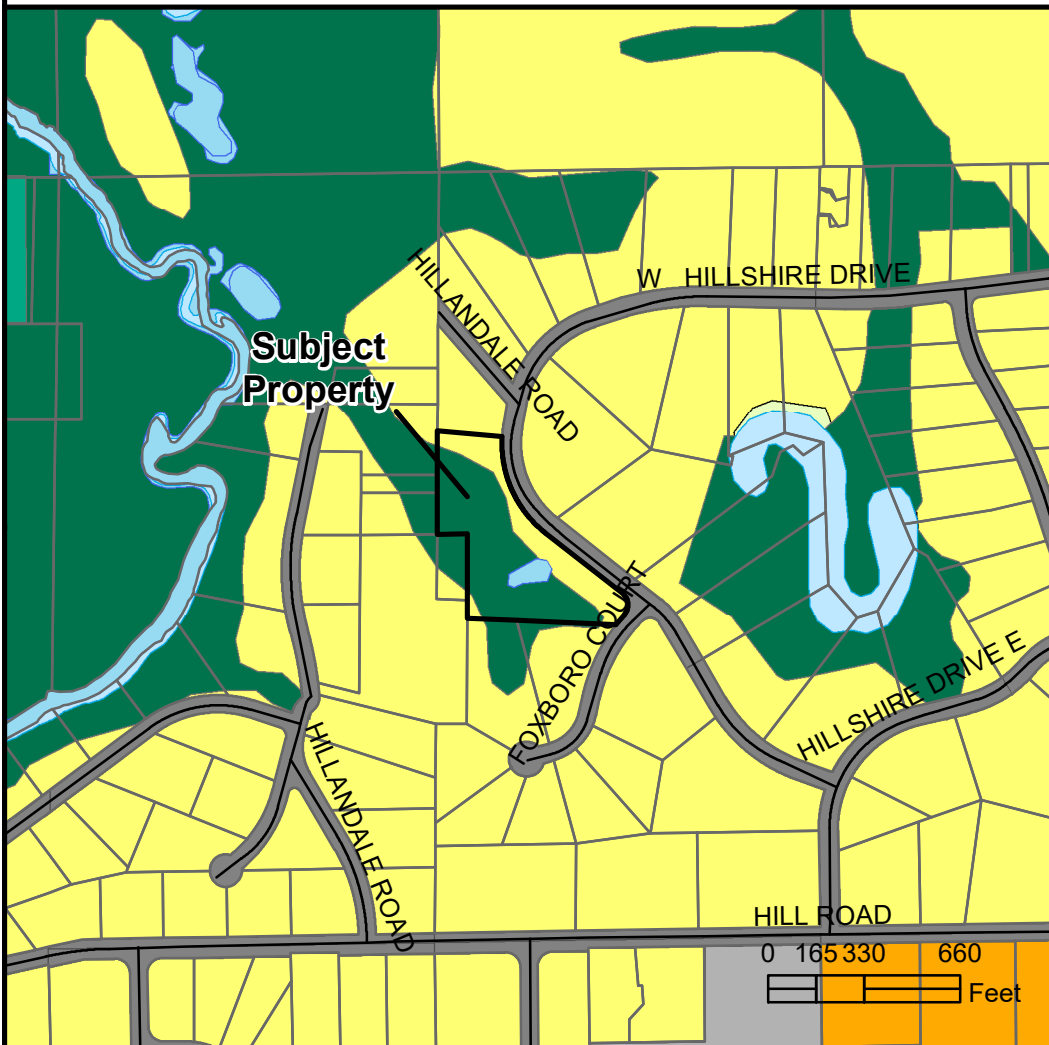 W HILLSHIRE DRIVE
HILLANDALE ROAD
Subject
Property
FOXBORO COURT
HILLSHIRE DRIVE E
HILLANDALE ROAD
HILL ROAD
0 165 330 660
Feet